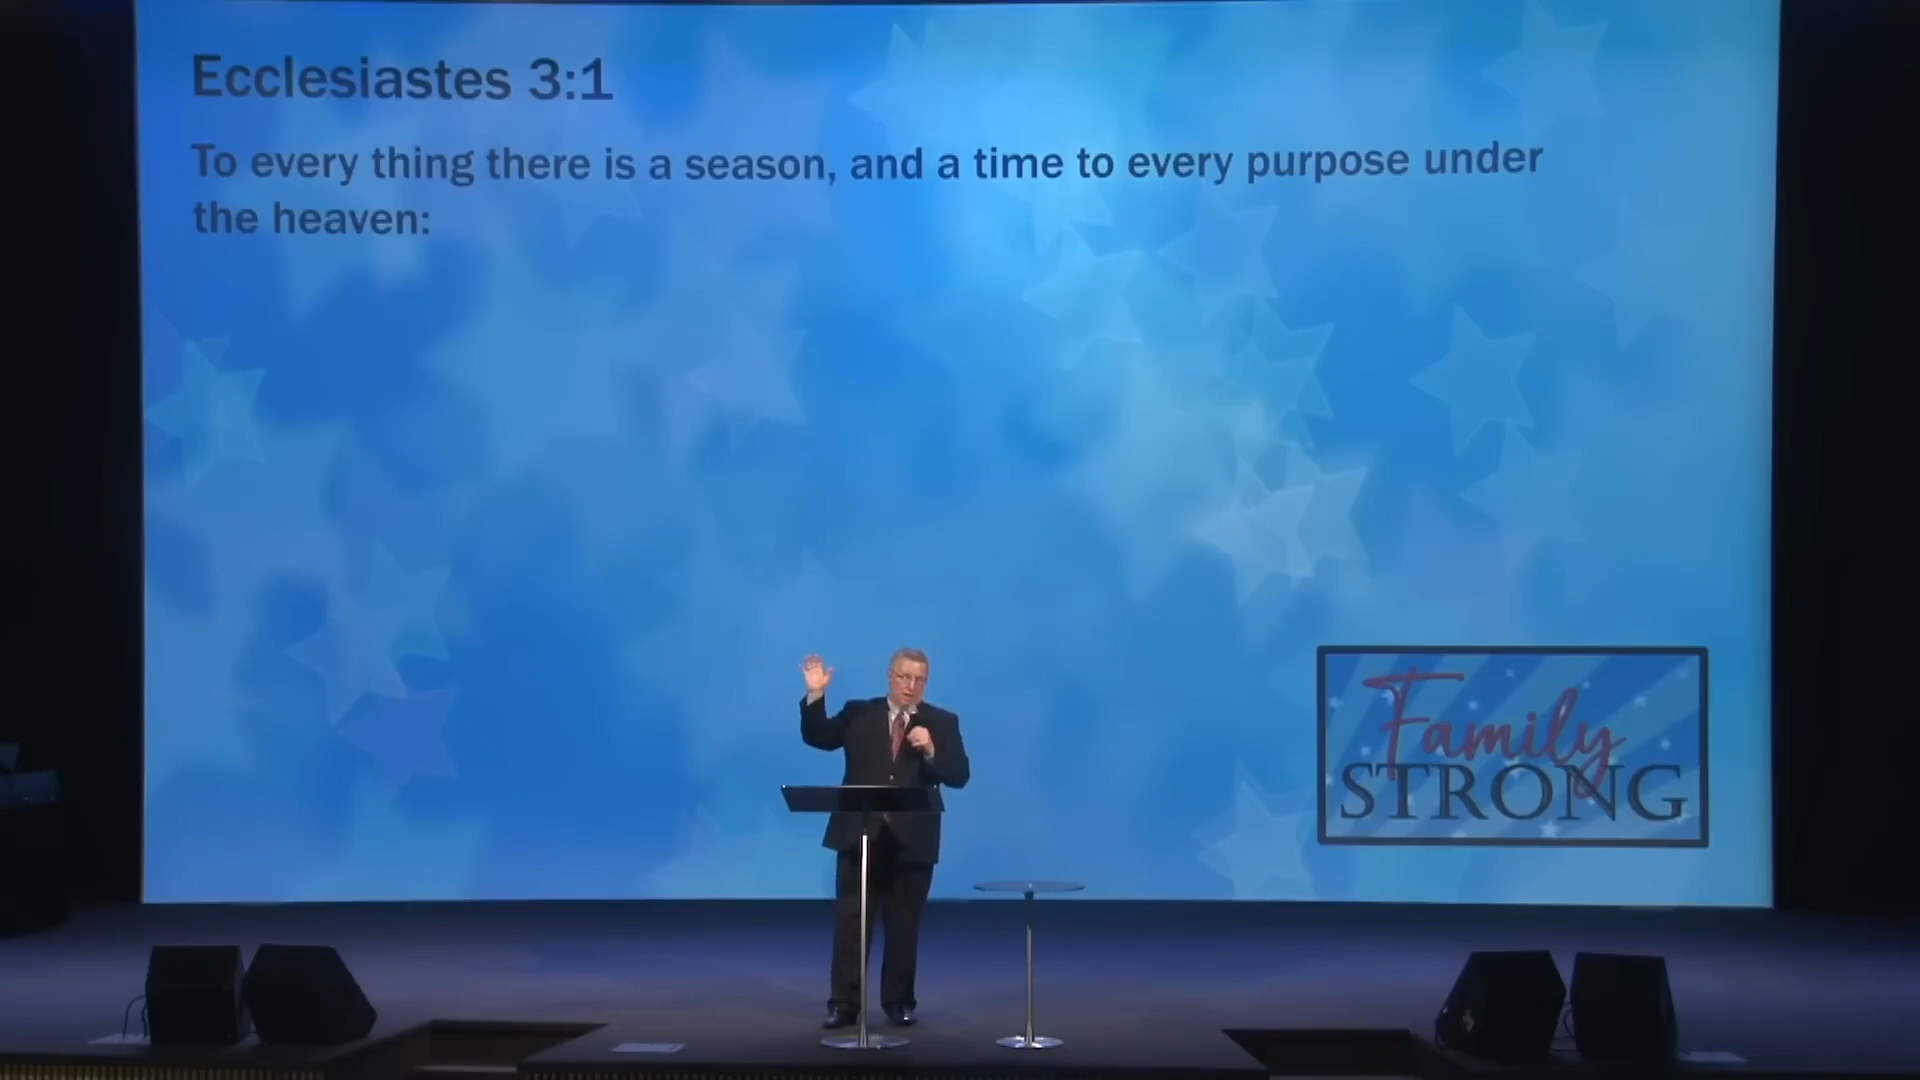 Ecclesiastes 3:1
To every thing there is a season, and a time to every purpose under
the heaven:
Family
STRONG